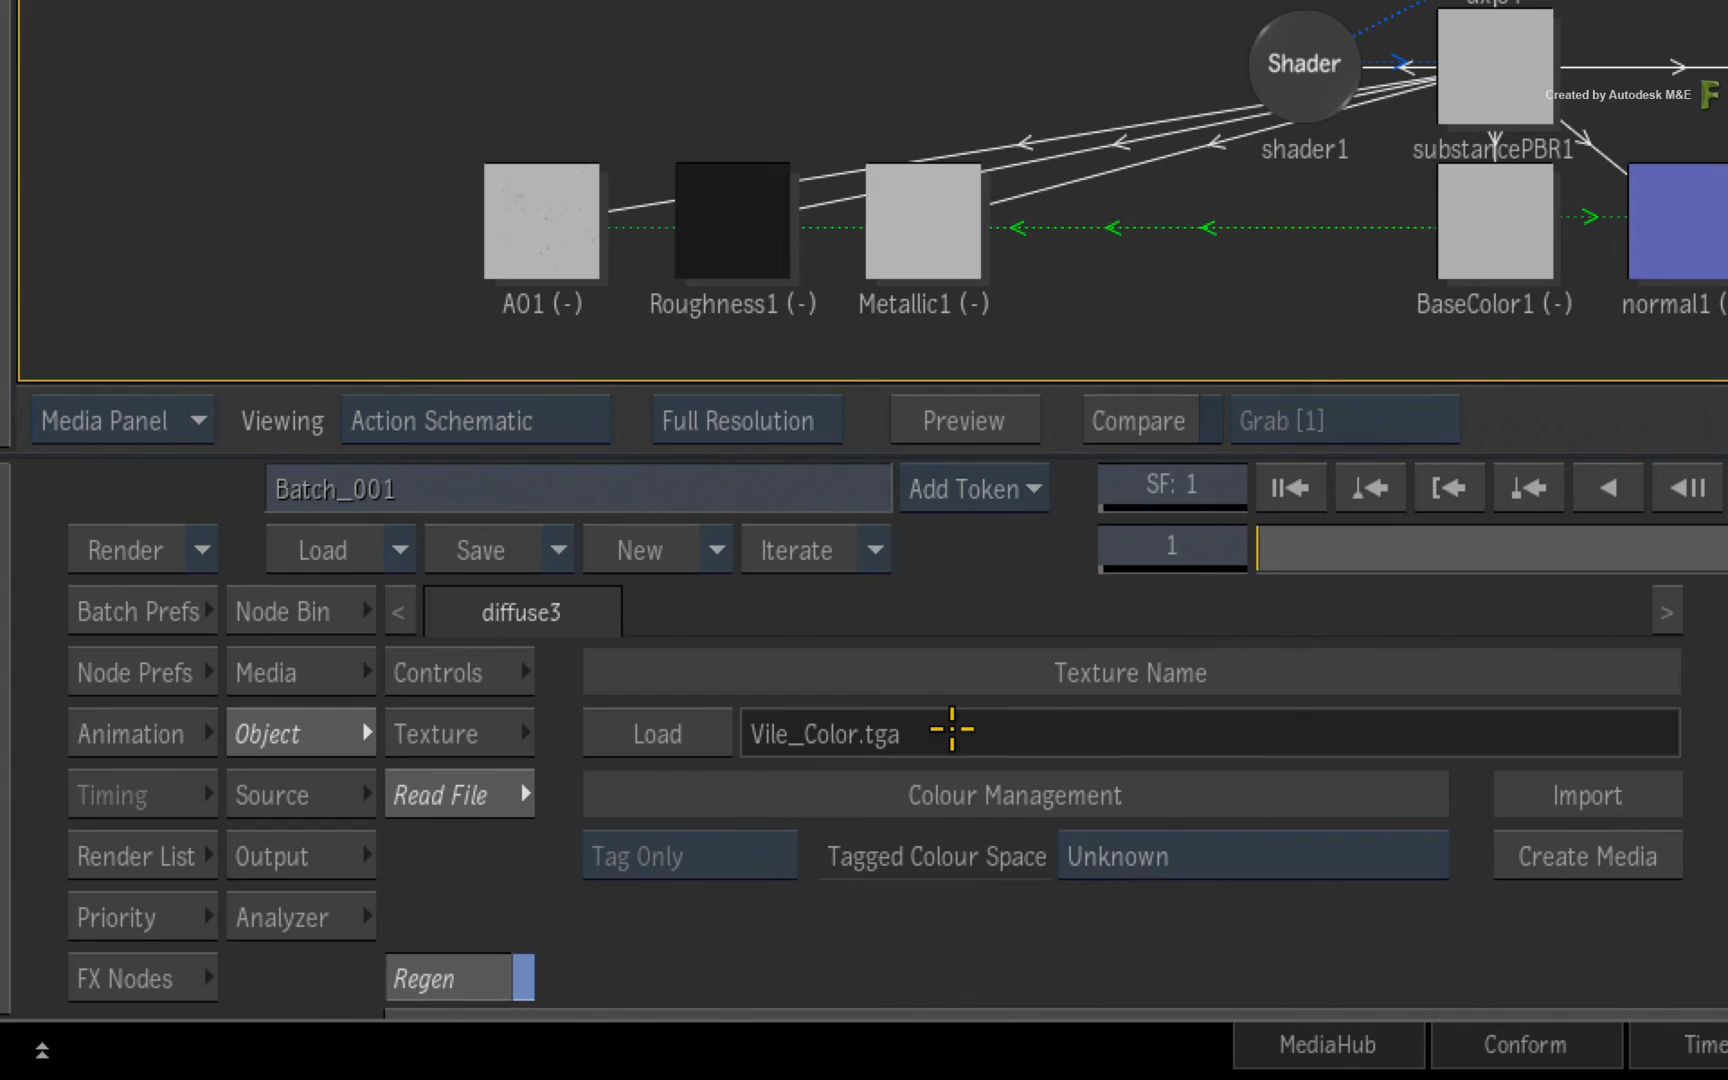 Shader
Created by Autodesk M&E
shader1
substancePBR1
AO1 (-)
Roughness1 (-)
Metallic1 (-)
BaseColor1 (-)
normal1 (
Media Panel
Viewing
Action Schematic
Full Resolution
Preview
Compare
Grab [1]
Batch_001
Add Token
SF: 1
Render
Load
Save
New
Iterate
1
Batch Prefs
Node Bin
<
diffuse3
>
Node Prefs
Media
Controls
Texture Name
Animation
Object
Texture
Load
Vile_Color.tga
Timing
Source
Read File
Colour Management
Import
Render List
Output
Tag Only
Tagged Colour Space
Unknown
Create Media
Priority
Analyzer
FX Nodes
Regen
MediaHub
Conform
Time